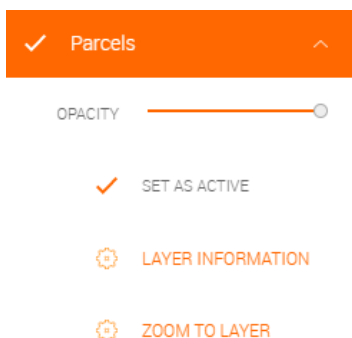 Parcels
OPACITY
SET AS ACTIVE
LAYER INFORMATION
ZOOM TO LAYER